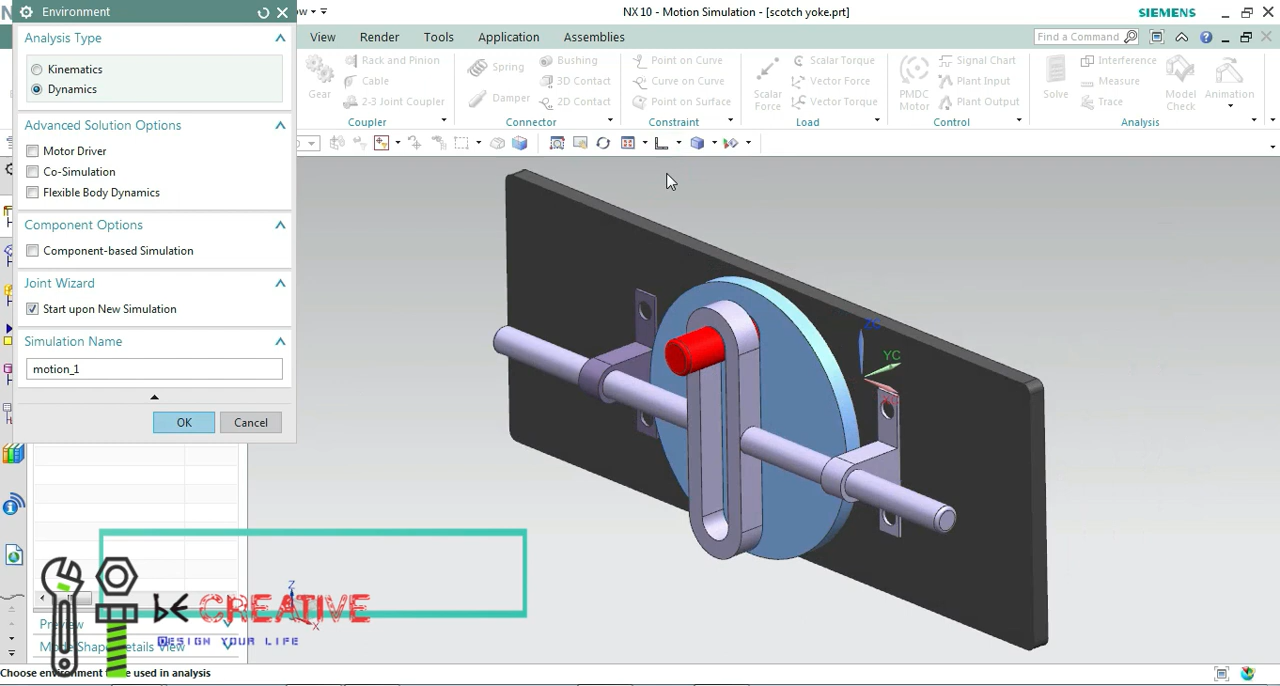 Environment
NX 10 - Motion Simulation - [scotch yoke.prt]
SIEMENS
View Render Tools Application Assemblies
Find a Command
Analysis Type
Kinematics
Dynamics
Advanced Solution Options
Motor Driver
Co-Simulation
Flexible Body Dynamics
Component Options
Component-based Simulation
Joint Wizard
Start upon New Simulation
Simulation Name
motion_1
OK Cancel
Gear
Rack and Pinion
Cable
2-3 Joint Coupler
Coupler
Spring
Damper
Bushing
3D Contact
2D Contact
Connector
Point on Curve
Curve on Curve
Point on Surface
Constraint
Scalar Force
Scalar Torque
Vector Force
Vector Torque
Load
PMDC Motor
Signal Chart
Plant Input
Plant Output
Control
Solve
Interference
Measure
Trace
Model Check
Animation
Analysis
ZC
YC
Z
X
bE CREATIVE
DESIGN YOUR LIFE
Choose environment
used in analysis